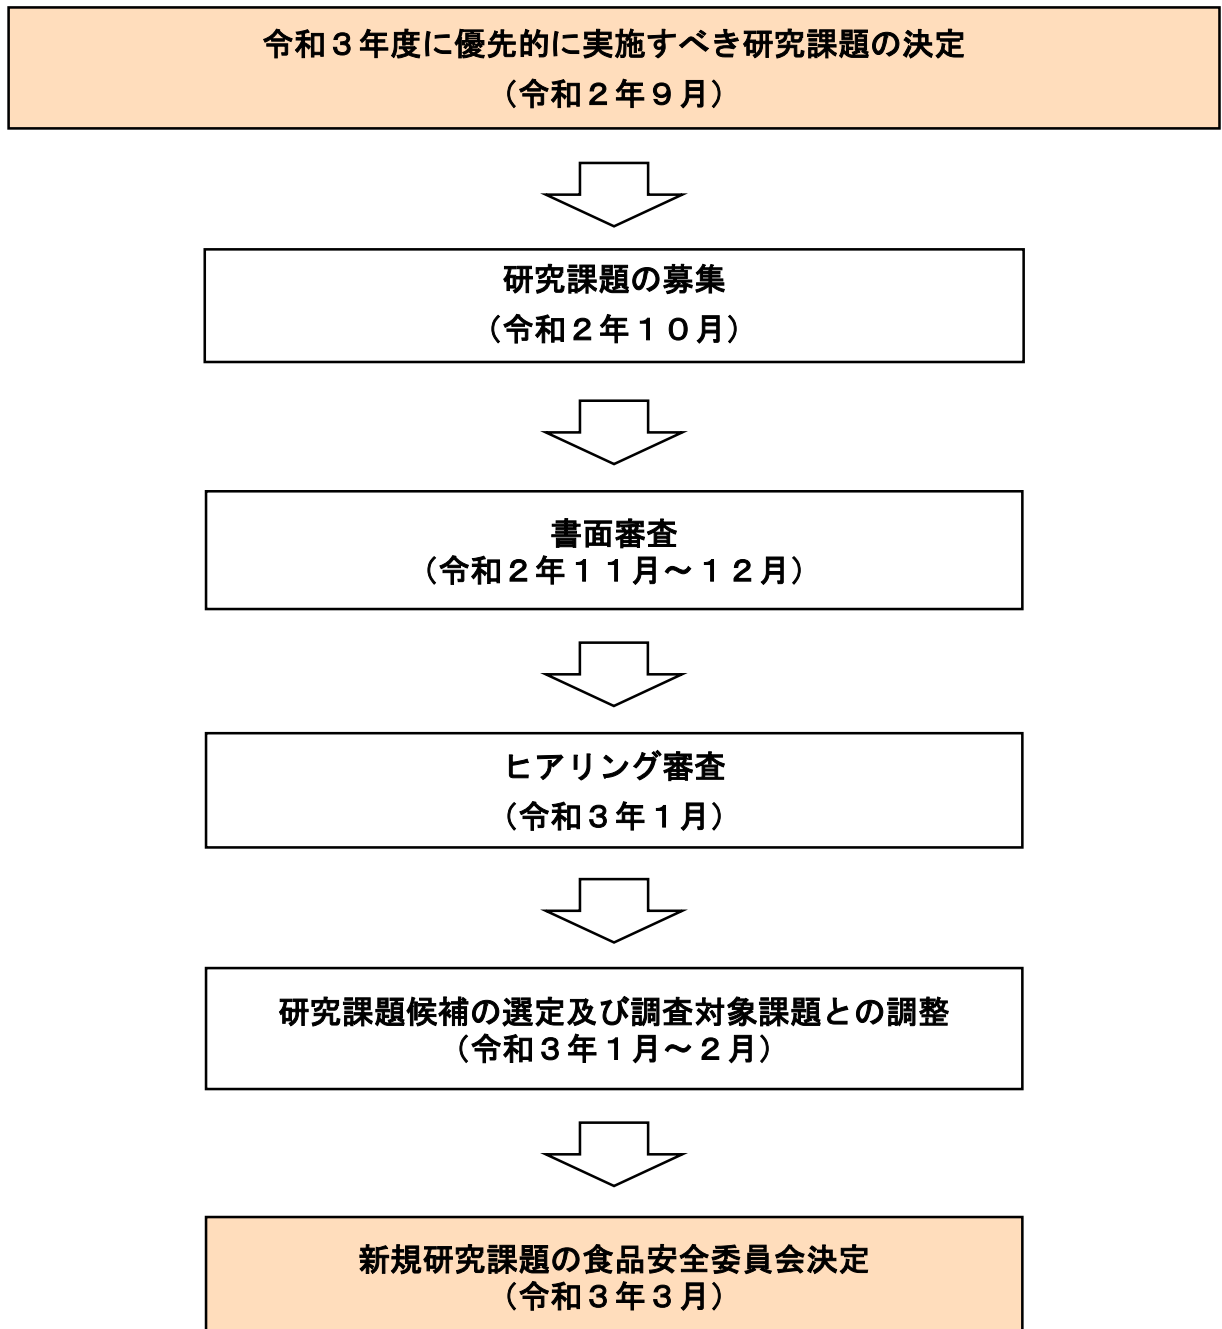 令和３年度に優先的に実施すべき研究課題の決定
（令和２年９月）
研究課題の募集
（令和２年１０月）
書面審査
（令和２年１１月～１２月）
ヒアリング審査
（令和３年１月）
研究課題候補の選定及び調査対象課題との調整
（令和３年１月～２月）
新規研究課題の食品安全委員会決定
（令和３年３月）